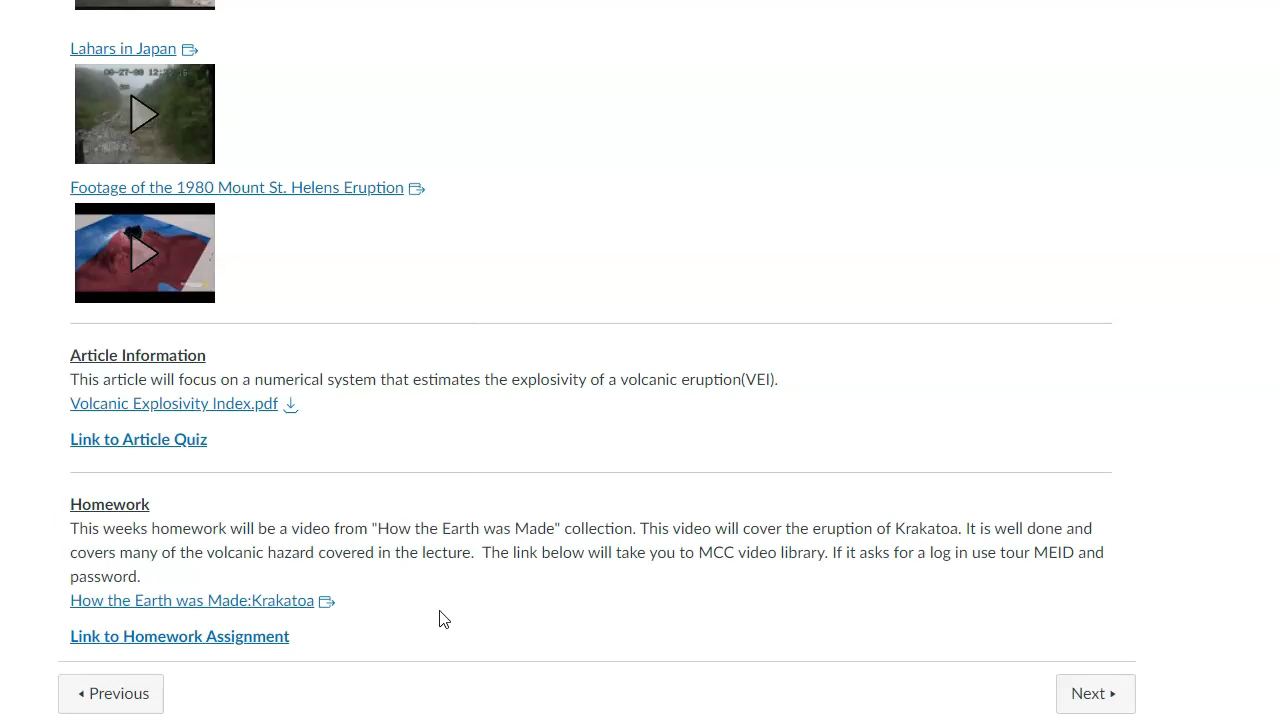 Lahars in Japan
Footage of the 1980 Mount St. Helens Eruption
Article Information
This article will focus on a numerical system that estimates the explosivity of a volcanic eruption(VEI).
Volcanic Explosivity Index.pdf
Link to Article Quiz
Homework
This weeks homework will be a video from "How the Earth was Made" collection. This video will cover the eruption of Krakatoa. It is well done and
covers many of the volcanic hazard covered in the lecture.  The link below will take you to MCC video library. If it asks for a log in use tour MEID and
password.
How the Earth was Made:Krakatoa
Link to Homework Assignment
Previous
Next